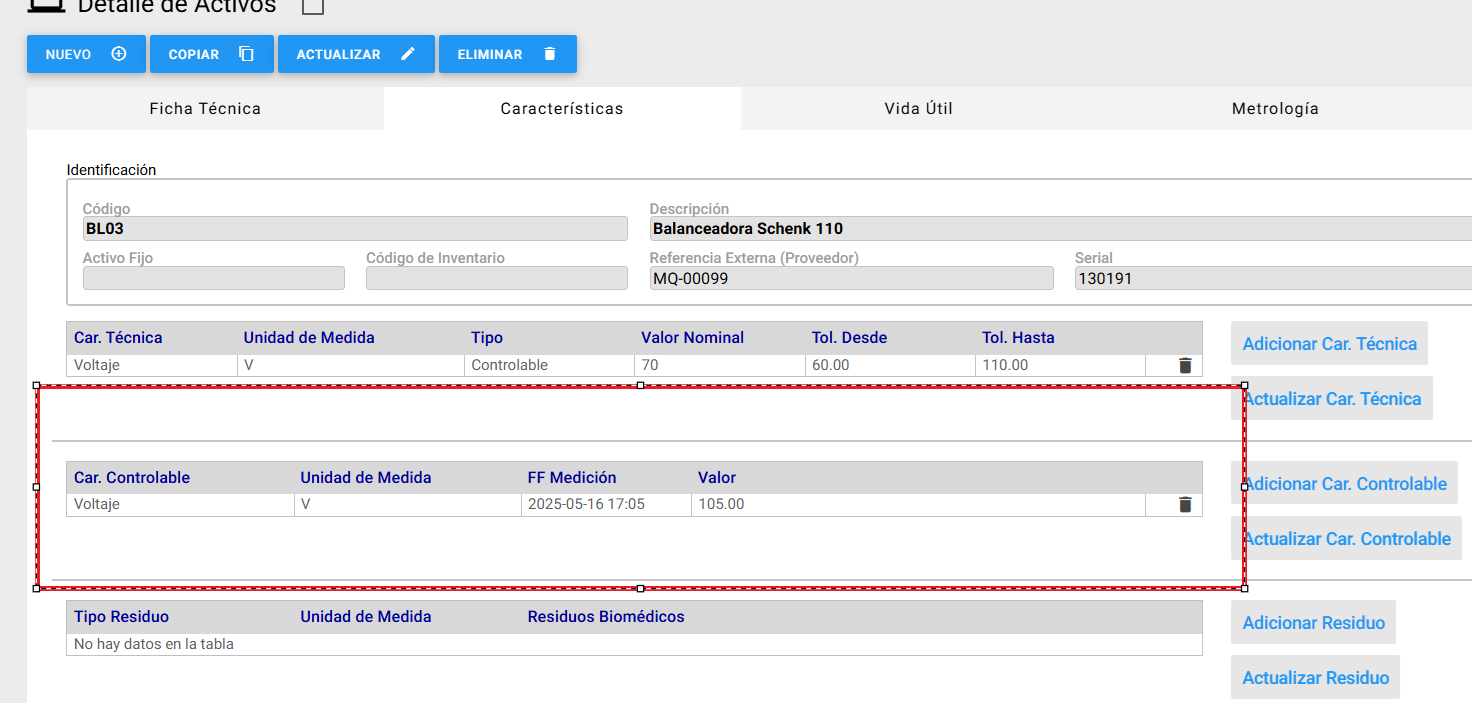 Detalle de Activos
NUEVO COPIAR ACTUALIZAR ELIMINAR
Ficha Técnica Características Vida Útil Metrología
Identificación
Código Descripción
BL03 Balanceadora Schenk 110
Activo Fijo Código de Inventario Referencia Externa (Proveedor) Serial
MQ-00099 130191
Car. Técnica Unidad de Medida Tipo Valor Nominal Tol. Desde Tol. Hasta
Voltaje V Controlable 70 60.00 110.00
Adicionar Car. Técnica
Actualizar Car. Técnica
Car. Controlable Unidad de Medida FF Medición Valor
Voltaje V 2025-05-16 17:05 105.00
Adicionar Car. Controlable
Actualizar Car. Controlable
Tipo Residuo Unidad de Medida Residuos Biomédicos
No hay datos en la tabla
Adicionar Residuo
Actualizar Residuo